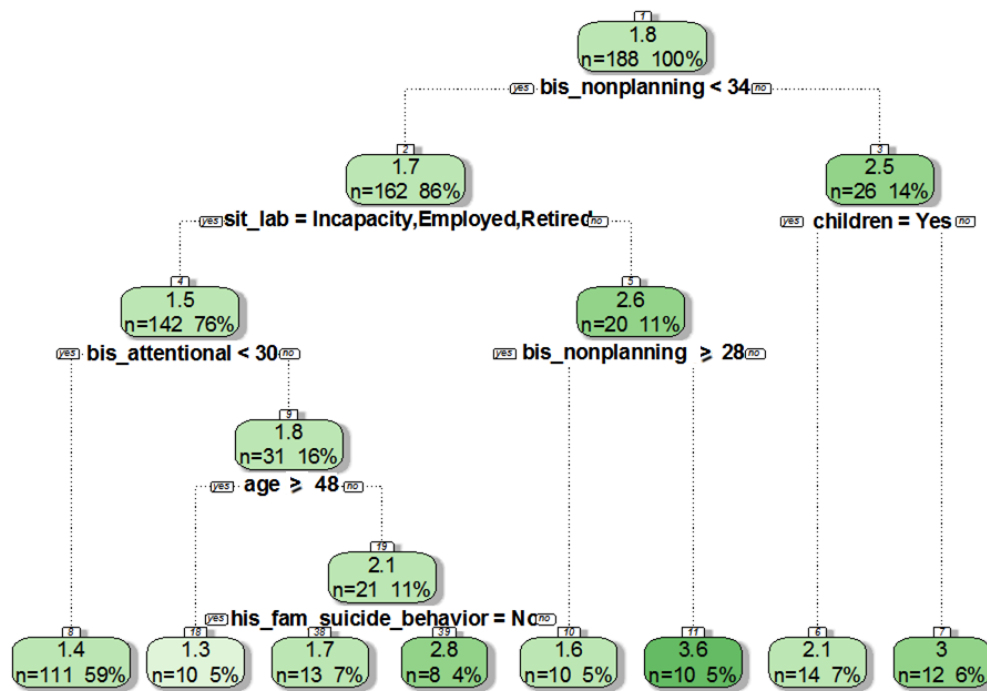 1
1.8
n=188 100%
yes bis_nonplanning < 34 no
2
1.7
n=162 86%
3
2.5
n=26 14%
yes sit_lab = Incapacity,Employed,Retired no
yes children = Yes no
4
1.5
n=142 76%
5
2.6
n=20 11%
yes bis_attentional < 30 no
yes bis_nonplanning ≥ 28 no
9
1.8
n=31 16%
yes age ≥ 48 no
19
2.1
n=21 11%
yes his_fam_suicide_behavior = No no
8
1.4
n=111 59%
18
1.3
n=10 5%
38
1.7
n=13 7%
39
2.8
n=8 4%
10
1.6
n=10 5%
11
3.6
n=10 5%
6
2.1
n=14 7%
7
3
n=12 6%